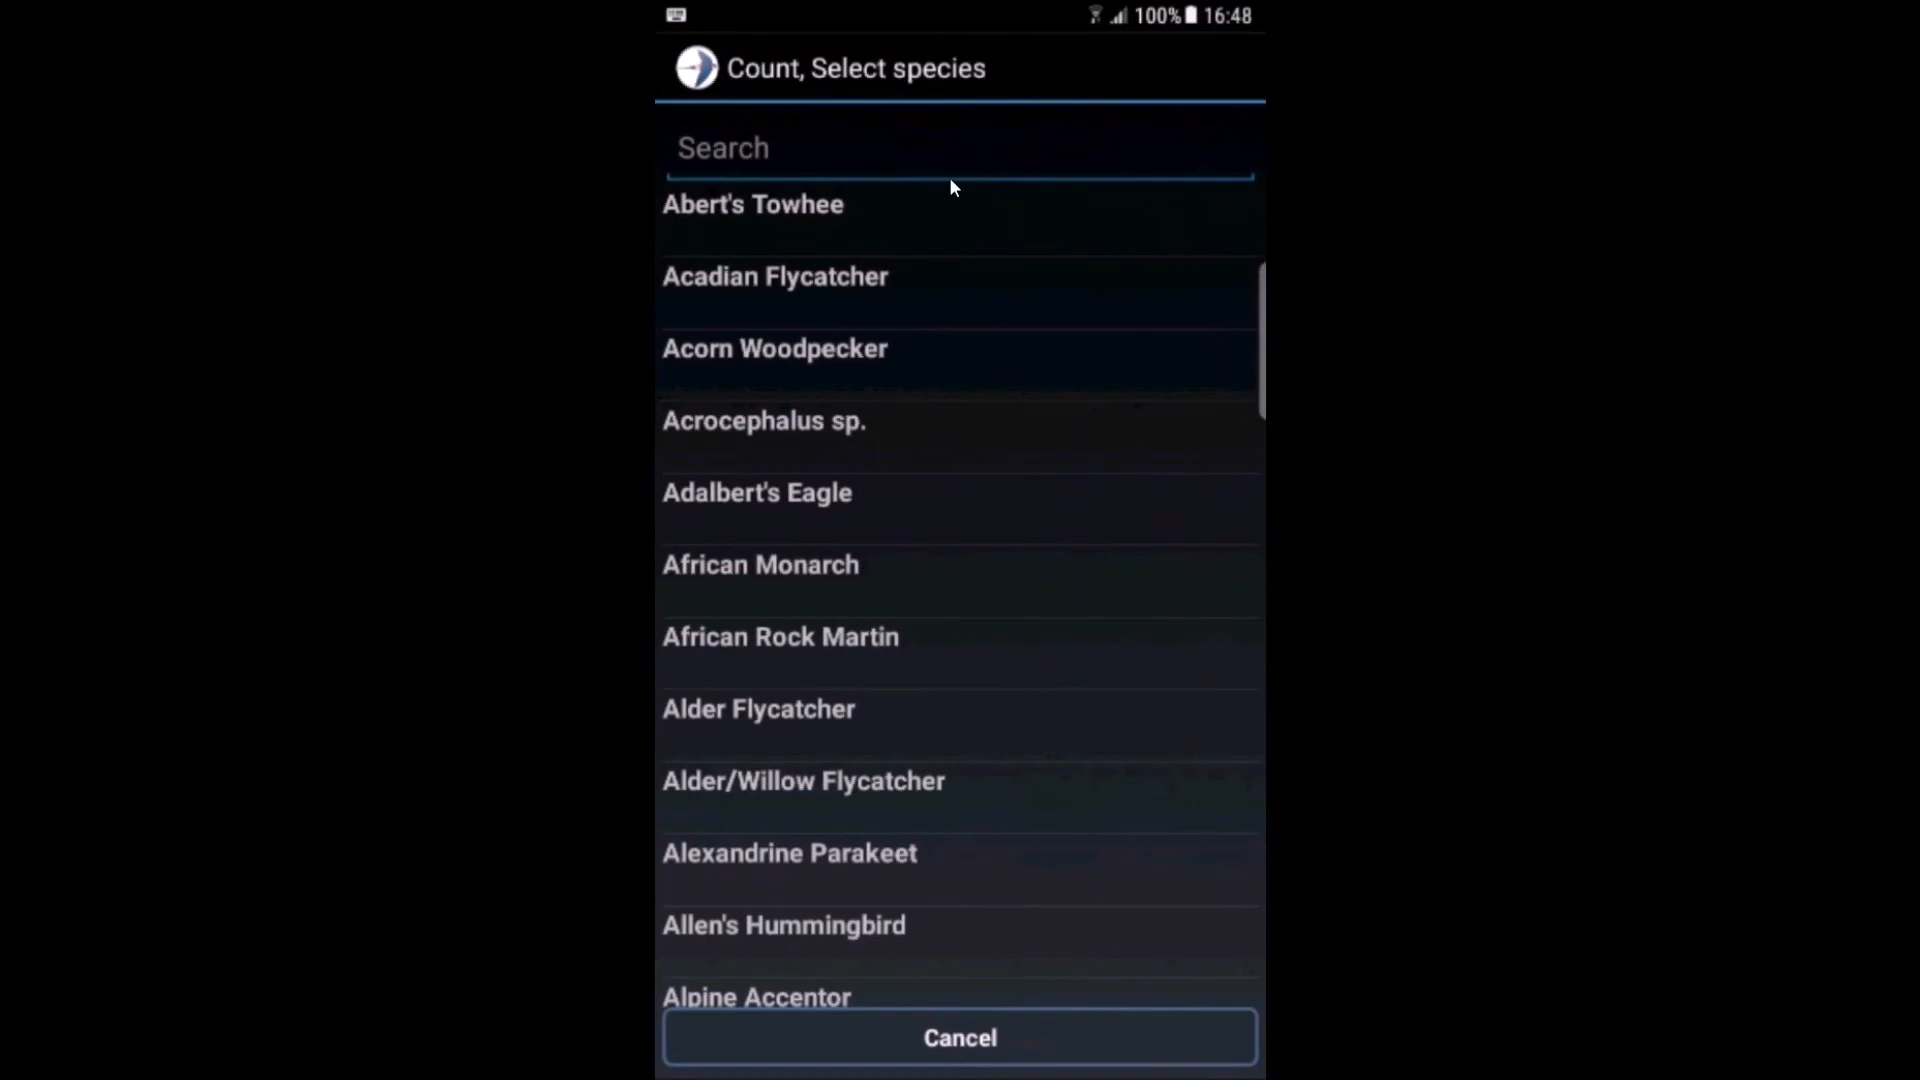 100% 16:48
Count, Select species
Search
Abert's Towhee
Acadian Flycatcher
Acorn Woodpecker
Acrocephalus sp.
Adalbert's Eagle
African Monarch
African Rock Martin
Alder Flycatcher
Alder/Willow Flycatcher
Alexandrine Parakeet
Allen's Hummingbird
Alpine Accentor
Cancel